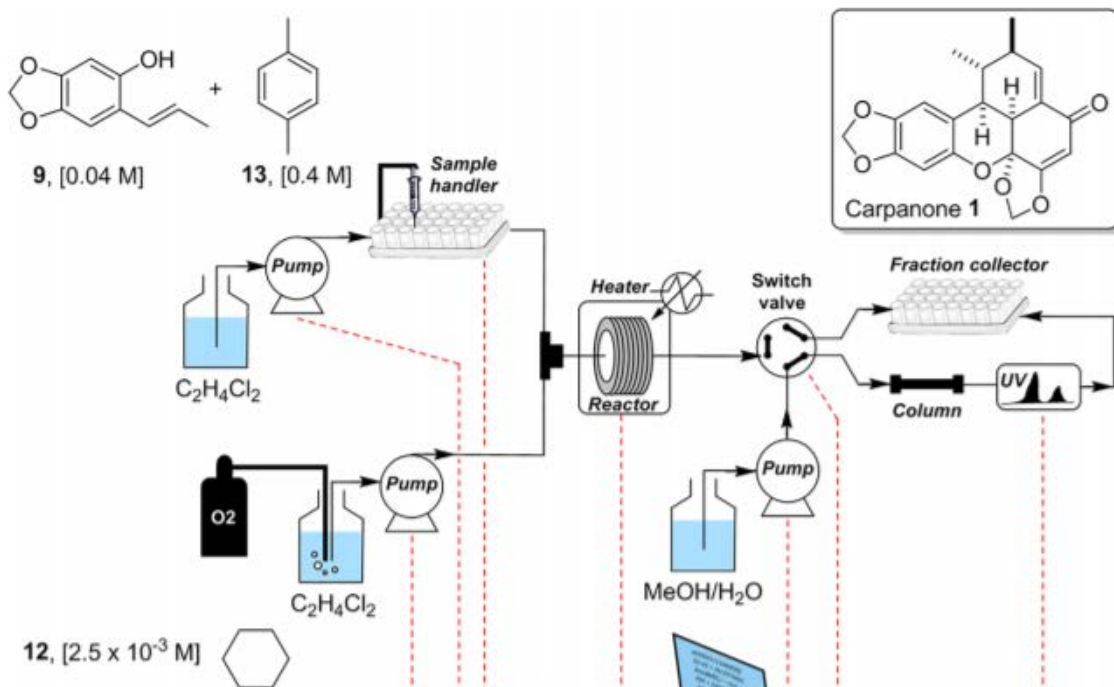 OH
O
O
+
9, [0.04 M]
13, [0.4 M]
Sample
handler
Pump
C2H4Cl2
O2
Pump
C2H4Cl2
12, [2.5 x 10-3 M]
Heater
Reactor
Switch
valve
Pump
MeOH/H2O
Fraction collector
Column
UV
H
H
O
O
O
O
O
O
Carpanone 1